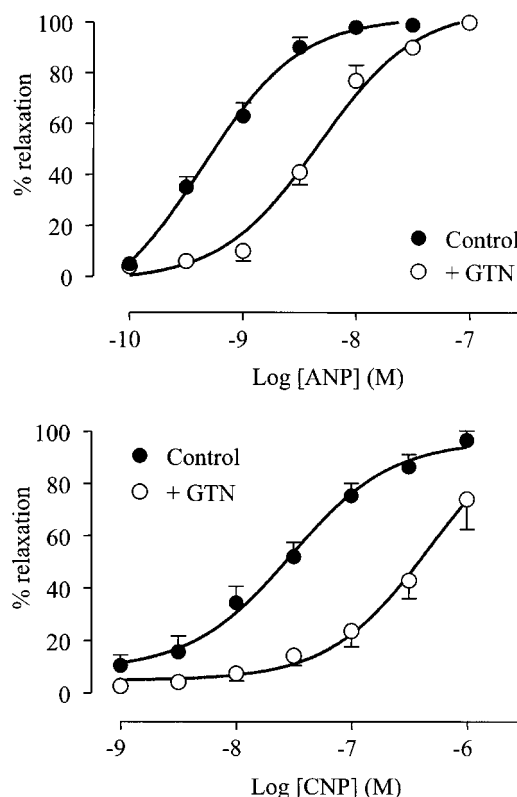 100
80
60
40
20
0
% relaxation
Control
+ GTN
-10
-9
-8
-7
Log [ANP] (M)
100
80
60
40
20
0
% relaxation
Control
+ GTN
-9
-8
-7
-6
Log [CNP] (M)